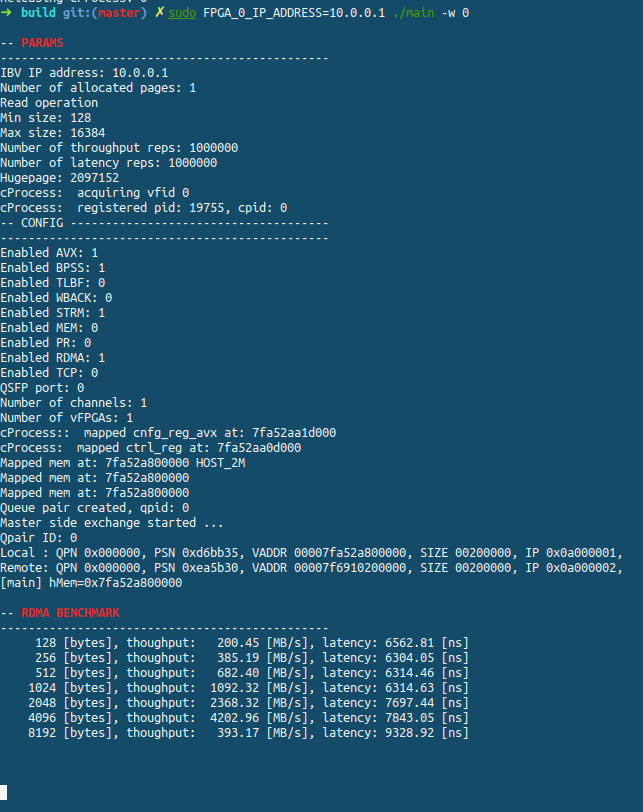 ➜ build git:(master) ✗ sudo FPGA_0_IP_ADDRESS=10.0.0.1 ./main -w 0
-- PARAMS
-----------------------------------------------
IBV IP address: 10.0.0.1
Number of allocated pages: 1
Read operation
Min size: 128
Max size: 16384
Number of throughput reps: 1000000
Number of latency reps: 1000000
Hugepage: 2097152
cProcess:  acquiring vfid 0
cProcess:  registered pid: 19755, cpid: 0
-- CONFIG -------------------------------------
-----------------------------------------------
Enabled AVX: 1
Enabled BPSS: 1
Enabled TLBF: 0
Enabled WBACK: 0
Enabled STRM: 1
Enabled MEM: 0
Enabled PR: 0
Enabled RDMA: 1
Enabled TCP: 0
QSFP port: 0
Number of channels: 1
Number of vFPGAs: 1
cProcess::  mapped cnfg_reg_avx at: 7fa52aa1d000
cProcess:  mapped ctrl_reg at: 7fa52aa0d000
Mapped mem at: 7fa52a800000 HOST_2M
Mapped mem at: 7fa52a800000
Mapped mem at: 7fa52a800000
Queue pair created, qpid: 0
Master side exchange started ...
Qpair ID: 0
Local : QPN 0x000000, PSN 0xd6bb35, VADDR 00007fa52a800000, SIZE 00200000, IP 0x0a000001,
Remote: QPN 0x000000, PSN 0xea5b30, VADDR 00007f6910200000, SIZE 00200000, IP 0x0a000002,
[main] hMem=0x7fa52a800000
-- RDMA BENCHMARK
-----------------------------------------------
128 [bytes], thoughput:   200.45 [MB/s], latency: 6562.81 [ns]
256 [bytes], thoughput:   385.19 [MB/s], latency: 6304.05 [ns]
512 [bytes], thoughput:   682.40 [MB/s], latency: 6314.46 [ns]
1024 [bytes], thoughput:  1092.32 [MB/s], latency: 6314.63 [ns]
2048 [bytes], thoughput:  2368.32 [MB/s], latency: 7697.44 [ns]
4096 [bytes], thoughput:  4202.96 [MB/s], latency: 7843.05 [ns]
8192 [bytes], thoughput:   393.17 [MB/s], latency: 9328.92 [ns]